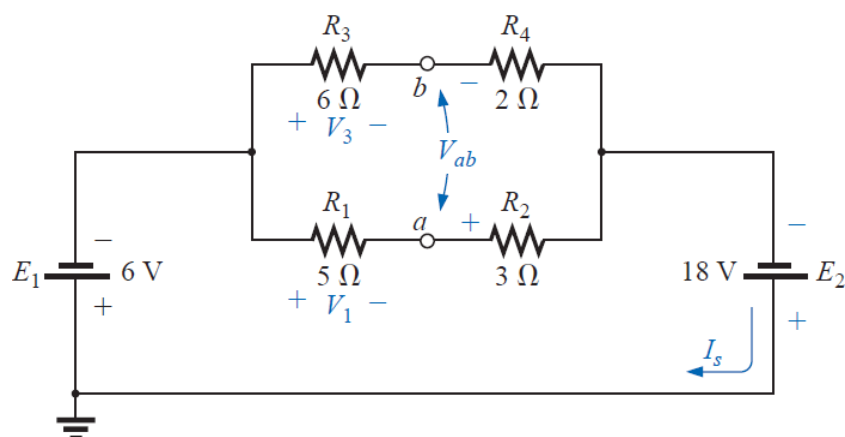 R3 R4
6 Ω b − 2 Ω
+ V3 −
Vab
R1 a + R2
5 Ω 3 Ω
+ V1 −
− 
E1 6 V
+
−
18 V E2
+
Is